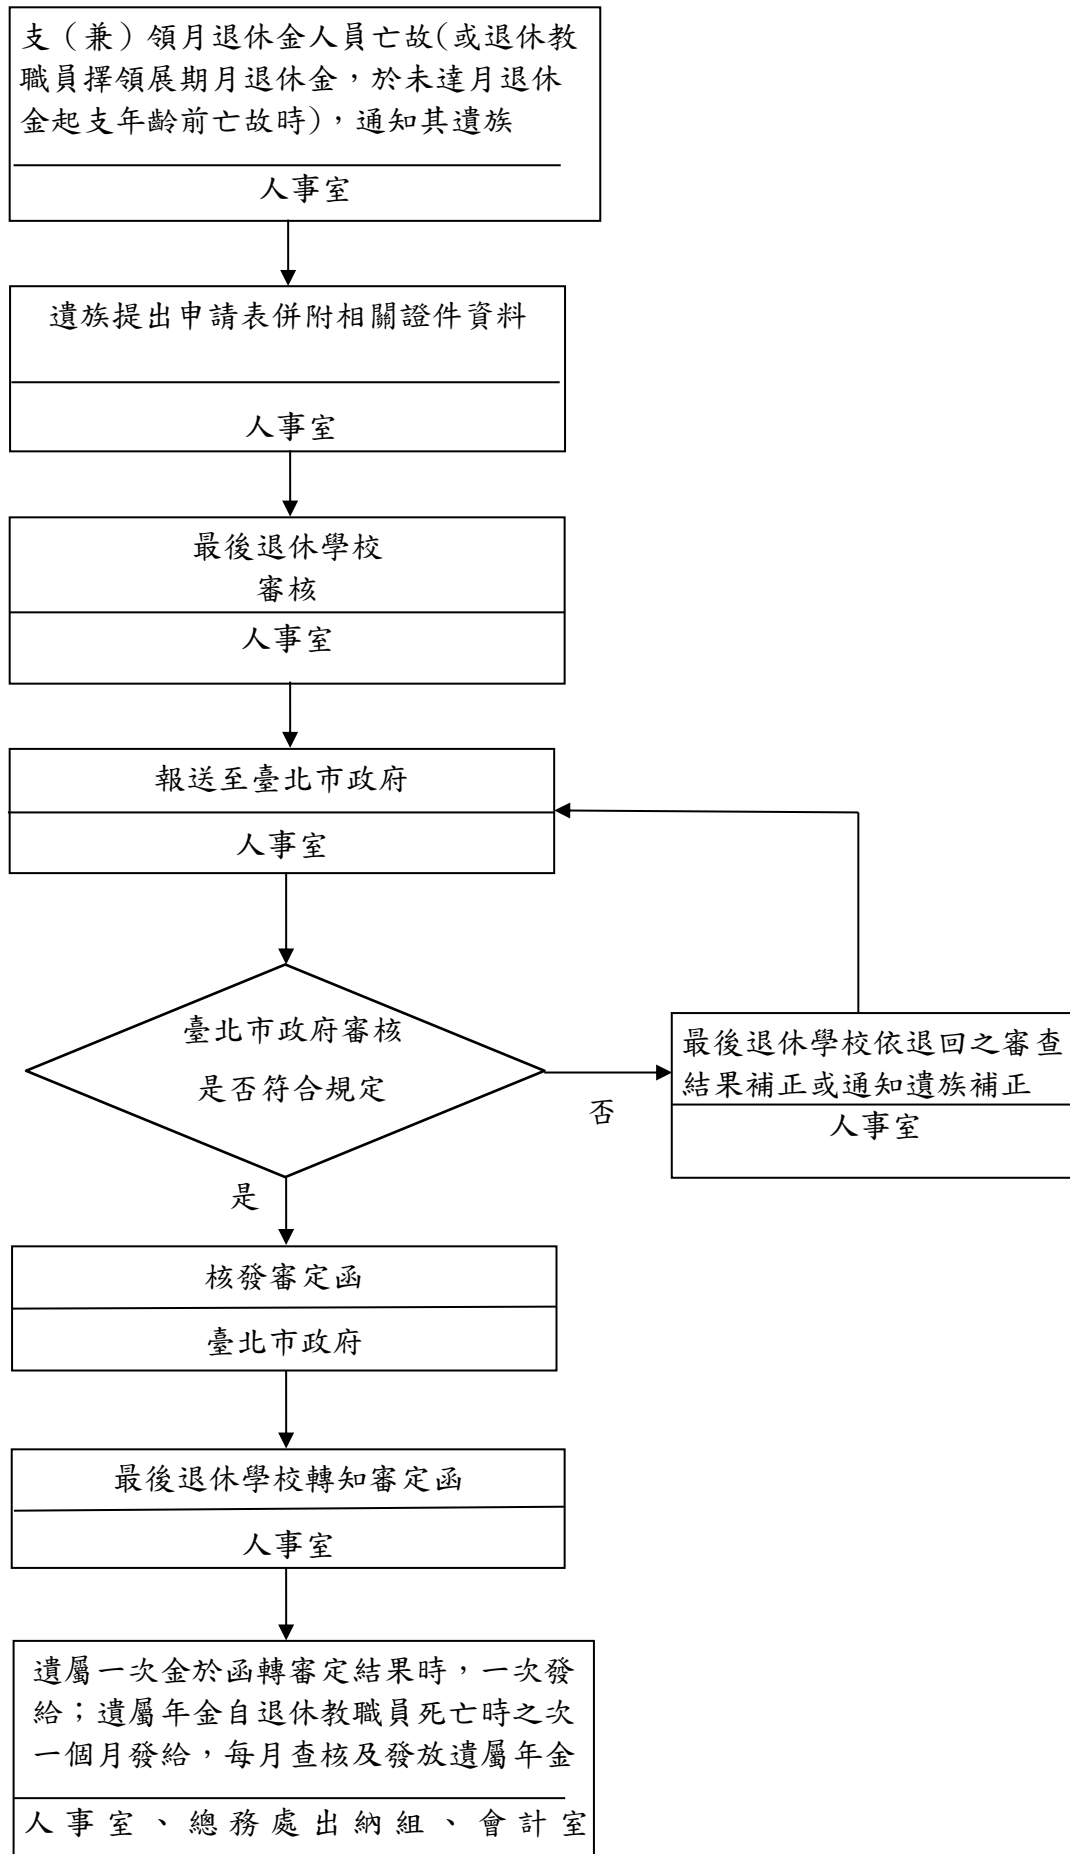 支（兼）領月退休金人員亡故(或退休教
職員擇領展期月退休金，於未達月退休
金起支年齡前亡故時)，通知其遺族
人事室
遺族提出申請表併附相關證件資料
人事室
最後退休學校
審核
人事室
報送至臺北市政府
人事室
臺北市政府審核
是否符合規定
否
最後退休學校依退回之審查
結果補正或通知遺族補正
人事室
是
核發審定函
臺北市政府
最後退休學校轉知審定函
人事室
遺屬一次金於函轉審定結果時，一次發
給；遺屬年金自退休教職員死亡時之次
一個月發給，每月查核及發放遺屬年金
人事室、總務處出納組、會計室